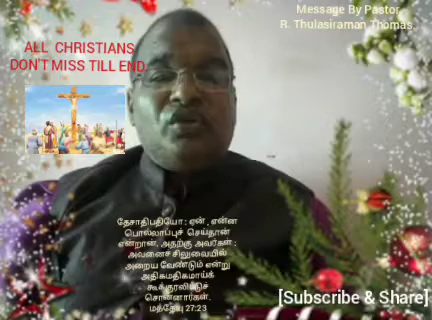 Message By Pastor
R. Thulasiraman Thomas.
ALL CHRISTIANS
DON'T MISS TILL END.
தேசாதிபதியோ : ஏன் , என்ன
பொல்லாப்புச் செய்தான்
என்றான். அதற்கு அவர்கள் :
அவனைச் சிலுவையில்
அறைய வேண்டும் என்று
அதிகமதிகமாய்க்
கூக்குரலிட்டுச்
சொன்னார்கள்.
மத்தேயு 27:23
[Subscribe & Share]